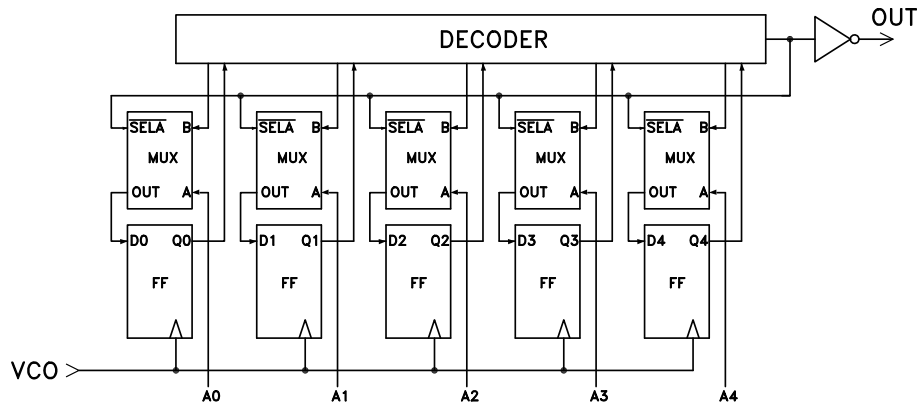 OUT
DECODER
SELA B SELA B SELA B SELA B SELA B
MUX MUX MUX MUX MUX
OUT A OUT A OUT A OUT A OUT A
D0 Q0 D1 Q1 D2 Q2 D3 Q3 D4 Q4
FF FF FF FF FF
VCO
A0 A1 A2 A3 A4